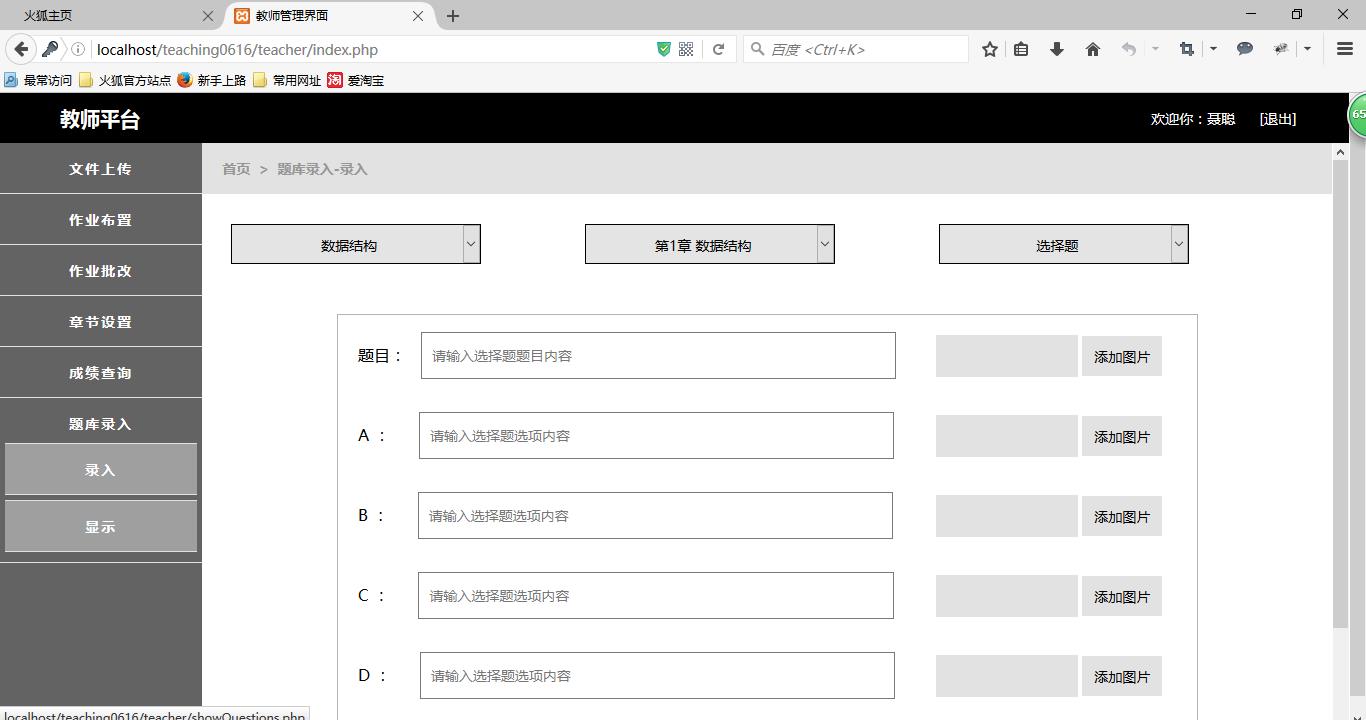 火狐主页
教师管理界面
localhost/teaching0616/teacher/index.php
百度 <Ctrl+K>
最常访问 火狐官方站点 新手上路 常用网址 淘 爱淘宝
教师平台
欢迎你：聂聪 [退出]
65
文件上传
作业布置
作业批改
章节设置
成绩查询
题库录入
录入
显示
首页 > 题库录入-录入
数据结构
第1章 数据结构
选择题
题目： 请输入选择题题目内容 添加图片
A ： 请输入选择题选项内容 添加图片
B ： 请输入选择题选项内容 添加图片
C ： 请输入选择题选项内容 添加图片
D ： 请输入选择题选项内容 添加图片
localhost/teaching0616/teacher/showQuestions.php